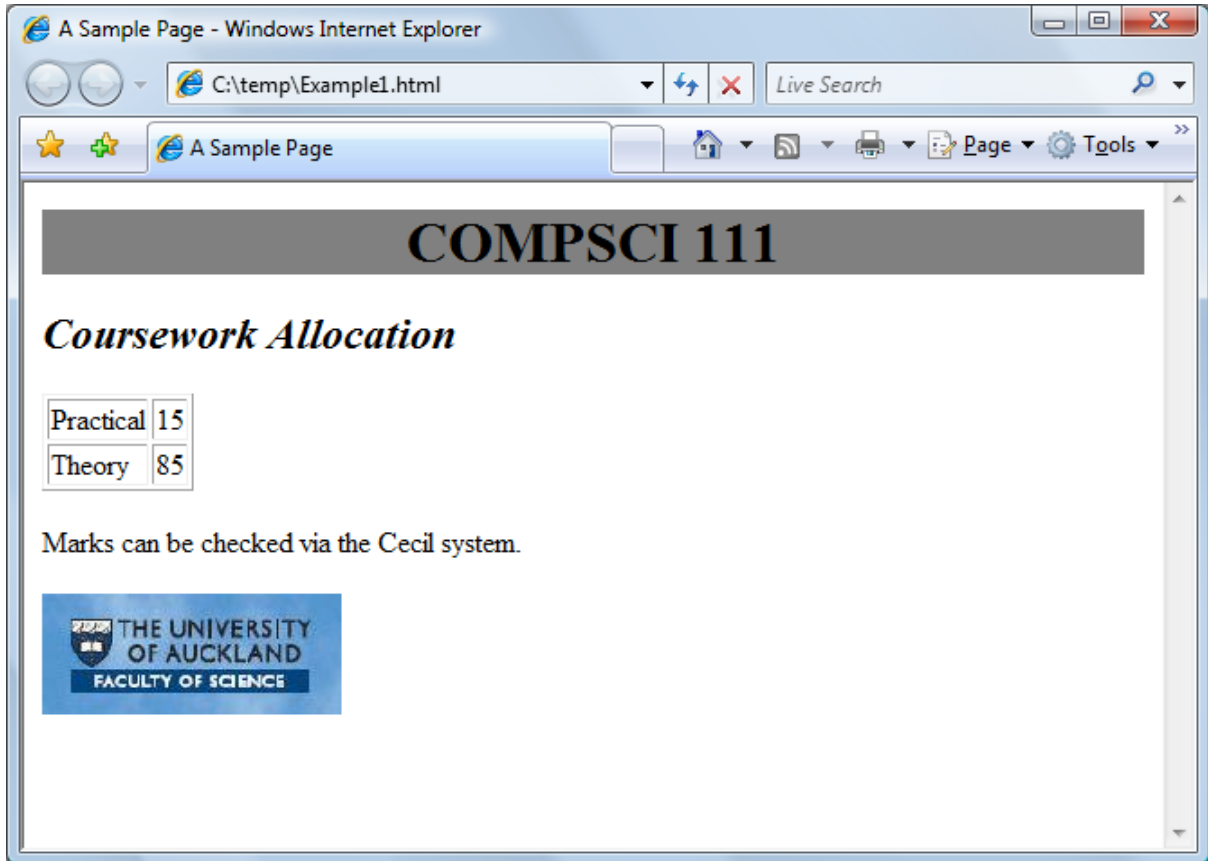 A Sample Page - Windows Internet Explorer
C:\temp\Example1.html
Live Search
A Sample Page
Page
Tools
COMPSCI 111
Coursework Allocation
Practical 15
Theory 85
Marks can be checked via the Cecil system.
THE UNIVERSITY
OF AUCKLAND
FACULTY OF SCIENCE